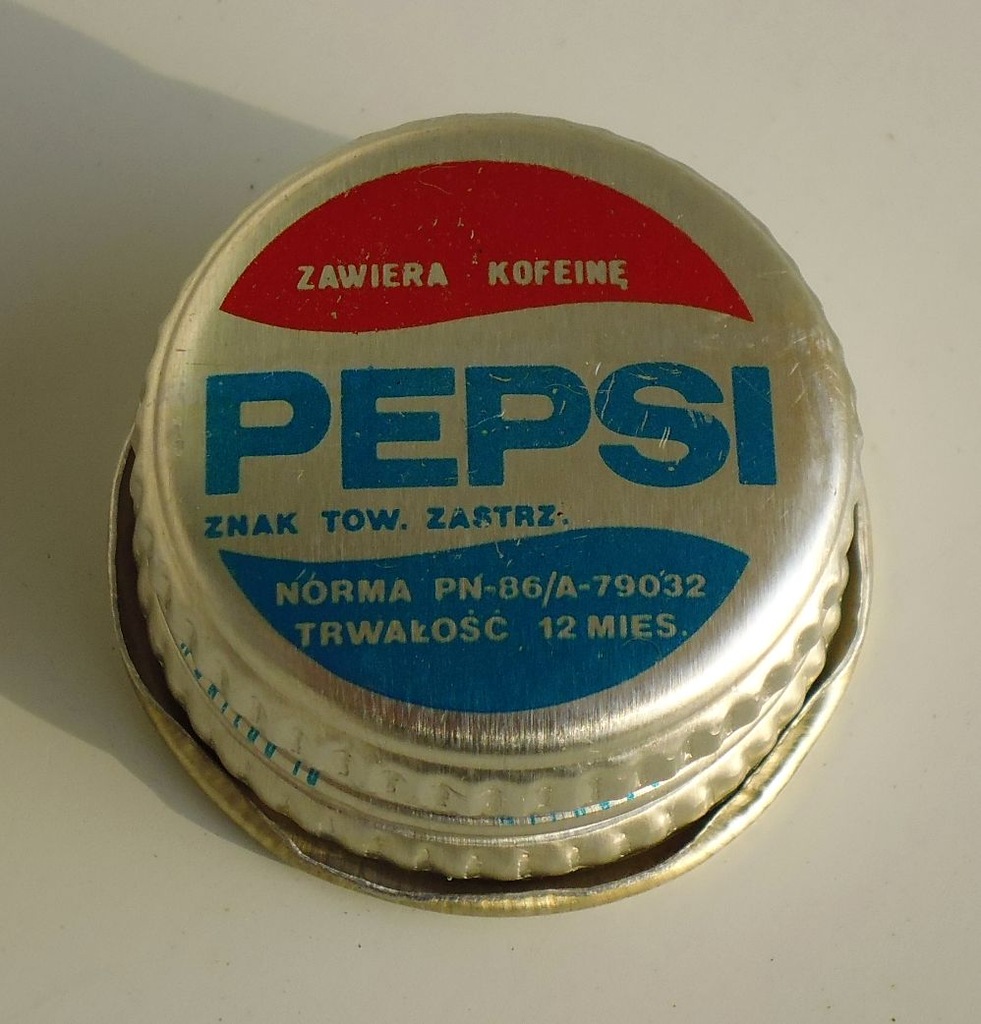 ZAWIERA KOFEINĘ
PEPSI
ZNAK TOW. ZASTRZ.
NORMA PN-86/A-79032
TRWAŁOŚĆ 12 MIES.